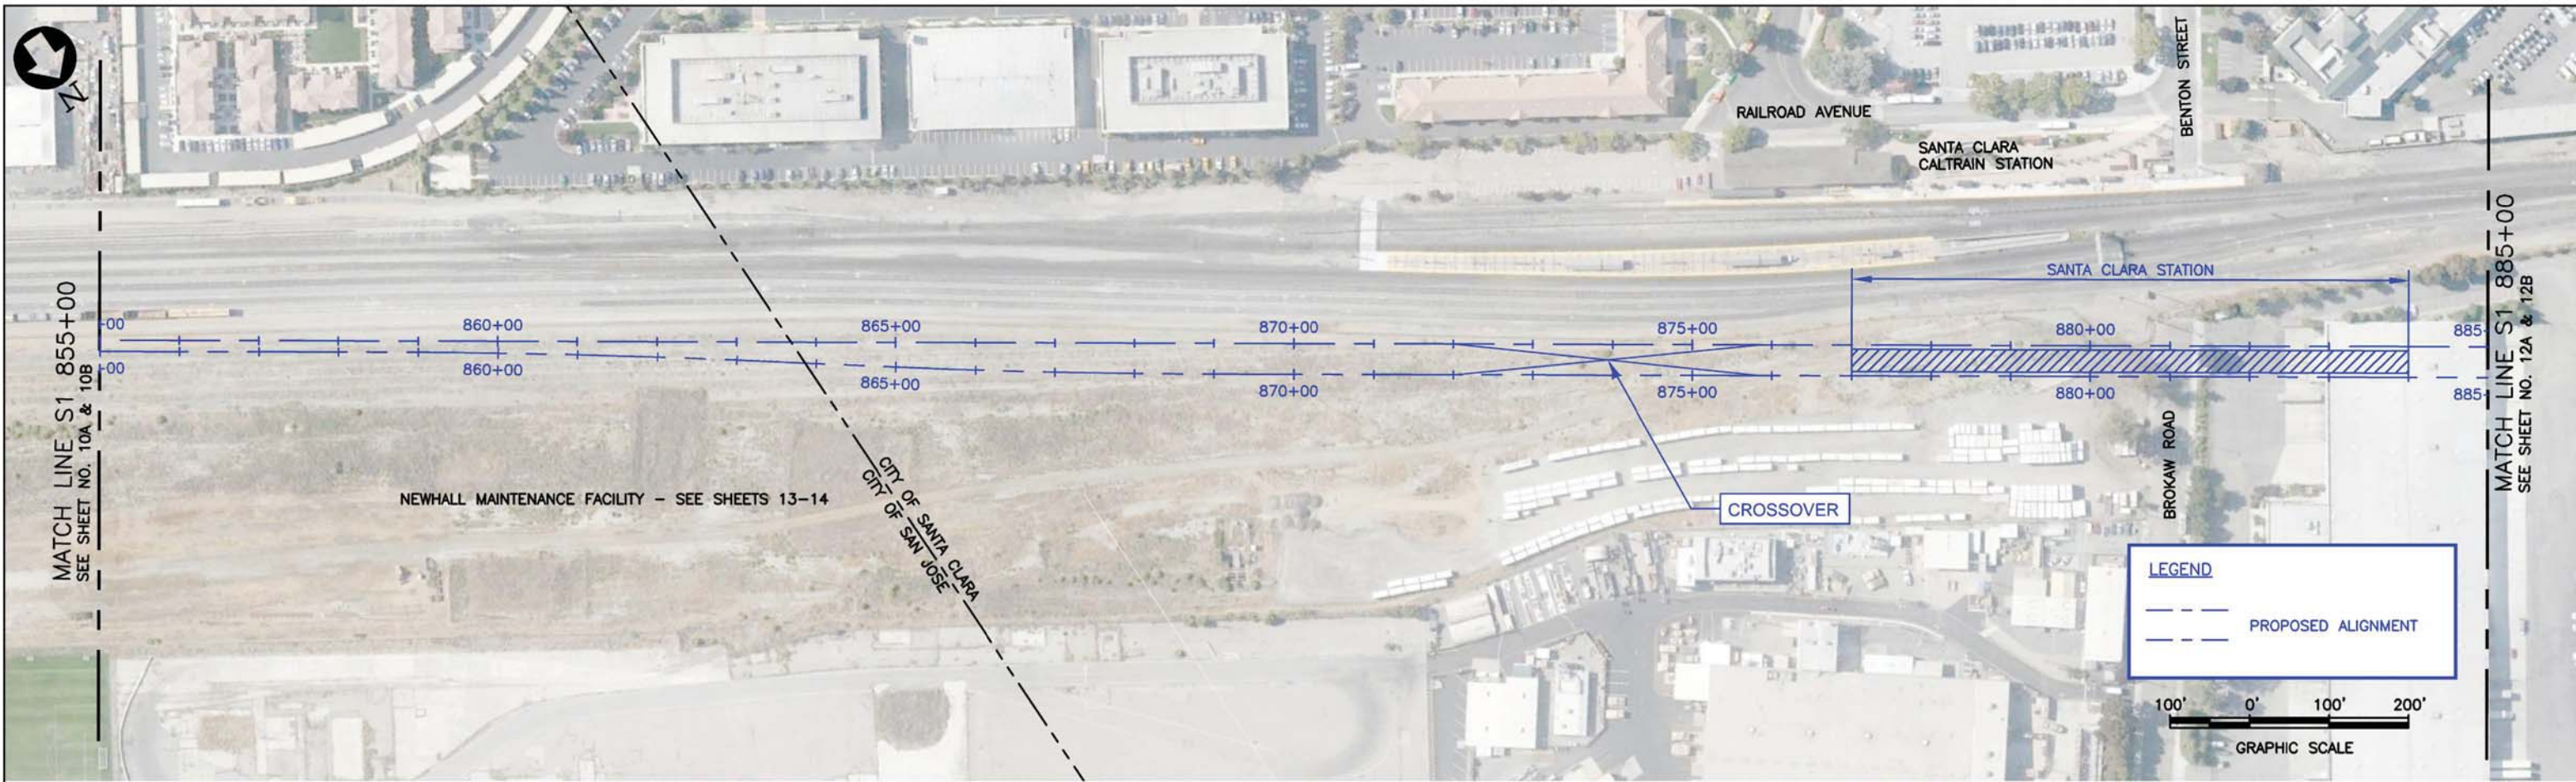 N
BENTON STREET
RAILROAD AVENUE
SANTA CLARA
CALTRAIN STATION
MATCH LINE S1 855+00
SEE SHEET NO. 10A & 10B
SANTA CLARA STATION
+00
860+00
865+00
870+00
875+00
880+00
885+
+00
860+00
865+00
870+00
875+00
880+00
885+
MATCH LINE S1 885+00
SEE SHEET NO. 12A & 12B
NEWHALL MAINTENANCE FACILITY - SEE SHEETS 13-14
CITY OF SANTA CLARA
CITY OF SAN JOSE
CROSSOVER
BROKAW ROAD
LEGEND
PROPOSED ALIGNMENT
100' 0' 100' 200'
GRAPHIC SCALE